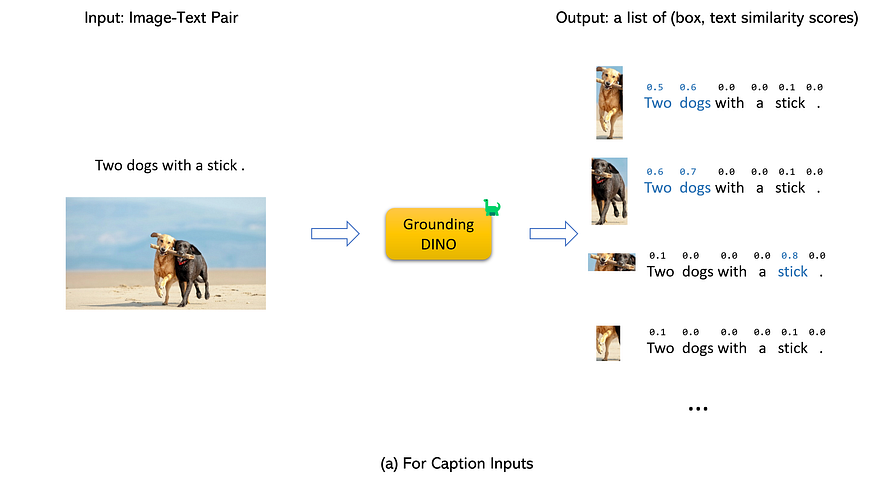 Input: Image-Text Pair
Output: a list of (box, text similarity scores)
Two dogs with a stick .
Grounding
DINO
0.5 0.6 0.0 0.0 0.1 0.0
Two dogs with a stick .
0.6 0.7 0.0 0.0 0.1 0.0
Two dogs with a stick .
0.1 0.0 0.0 0.0 0.8 0.0
Two dogs with a stick .
0.1 0.0 0.0 0.0 0.1 0.0
Two dogs with a stick .
...
(a) For Caption Inputs